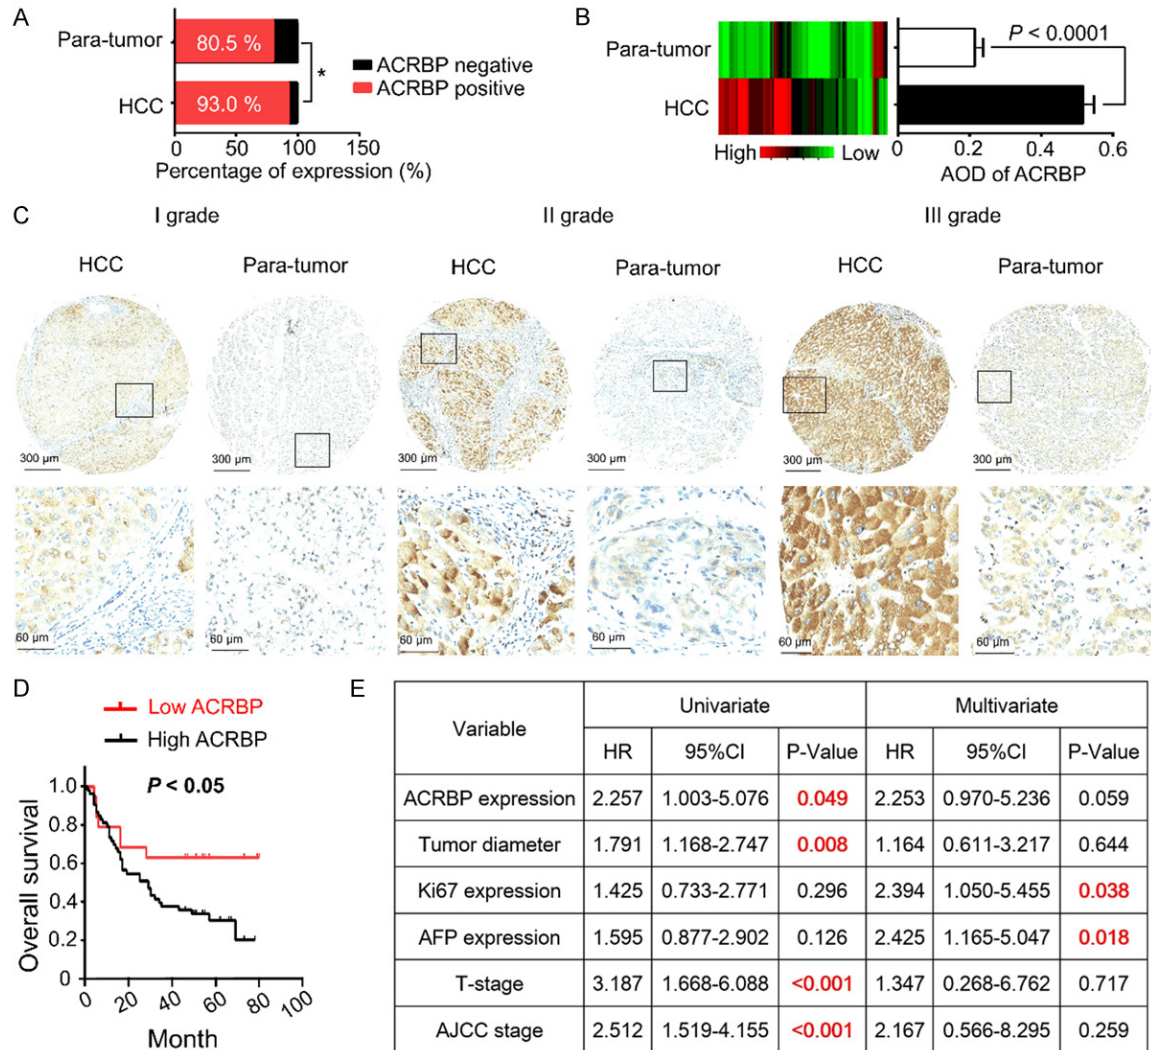 A
Para-tumor
80.5 %
HCC
93.0 %
*
ACRBP negative
ACRBP positive
0 50 100 150
Percentage of expression (%)
B
Para-tumor
HCC
High Low
P < 0.0001
0 0.2 0.4 0.6
AOD of ACRBP
C
I grade II grade III grade
HCC Para-tumor HCC Para-tumor HCC Para-tumor
300 µm 300 µm 300 µm 300 µm 300 µm 300 µm
60 µm 60 µm 60 µm 60 µm 60 µm 60 µm
D
Low ACRBP
High ACRBP
P < 0.05
Overall survival
1.0
0.8
0.6
0.4
0.2
0
0 20 40 60 80 100
Month
E
Variable Univariate Multivariate
HR 95%CI P-Value HR 95%CI P-Value
ACRBP expression 2.257 1.003-5.076 0.049 2.253 0.970-5.236 0.059
Tumor diameter 1.791 1.168-2.747 0.008 1.164 0.611-3.217 0.644
Ki67 expression 1.425 0.733-2.771 0.296 2.394 1.050-5.455 0.038
AFP expression 1.595 0.877-2.902 0.126 2.425 1.165-5.047 0.018
T-stage 3.187 1.668-6.088 <0.001 1.347 0.268-6.762 0.717
AJCC stage 2.512 1.519-4.155 <0.001 2.167 0.566-8.295 0.259